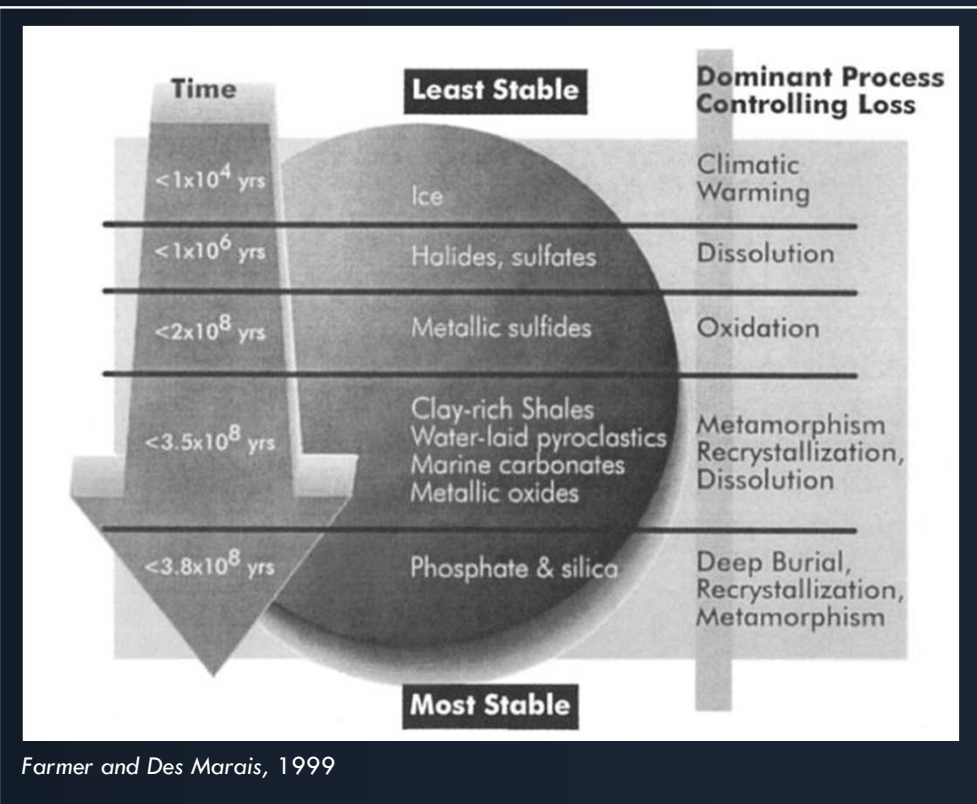 Time
Least Stable
Dominant Process
Controlling Loss
<1x10⁴ yrs
Ice
Climatic
Warming
<1x10⁶ yrs
Halides, sulfates
Dissolution
<2x10⁸ yrs
Metallic sulfides
Oxidation
<3.5x10⁸ yrs
Clay-rich Shales
Water-laid pyroclastics
Marine carbonates
Metallic oxides
Metamorphism
Recrystallization,
Dissolution
<3.8x10⁸ yrs
Phosphate & silica
Deep Burial,
Recrystallization,
Metamorphism
Most Stable
Farmer and Des Marais, 1999